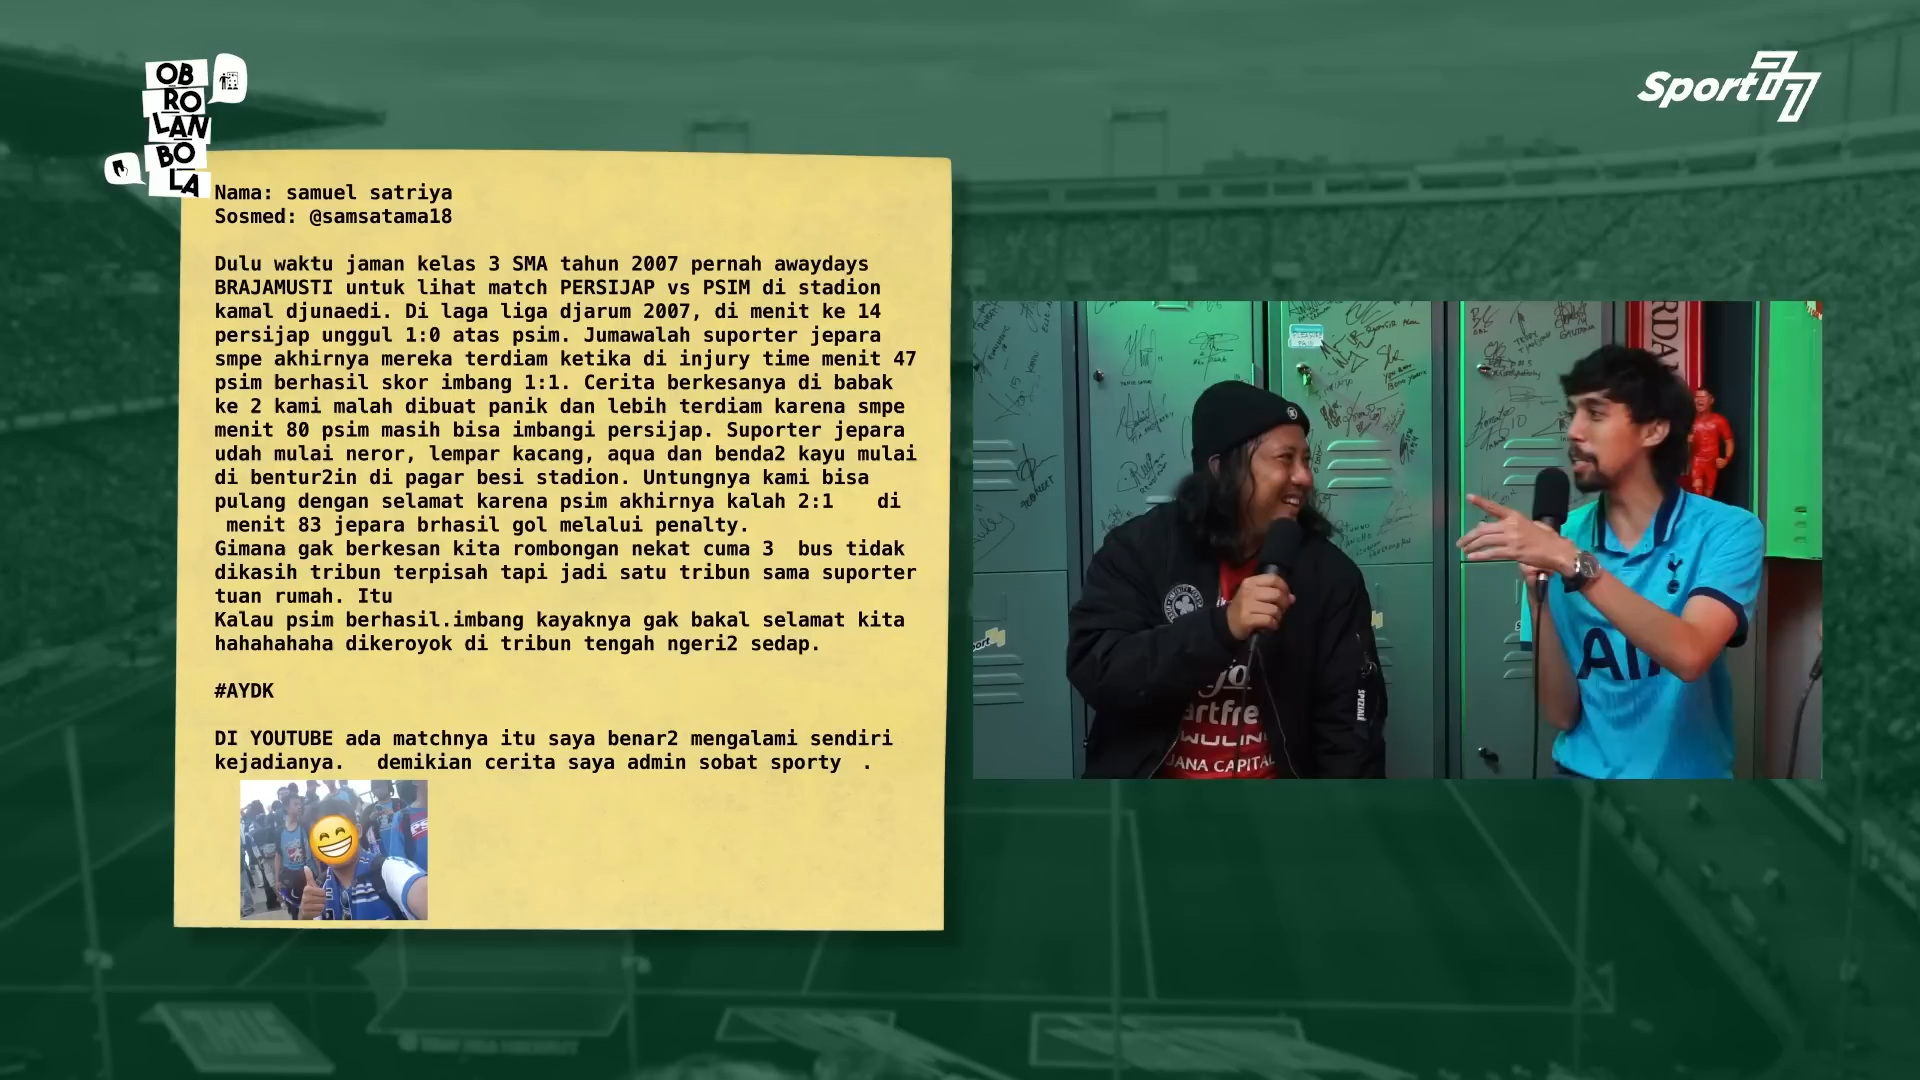 OB
RO
LAN
BO
LA
Sport77
Nama: samuel satriya
Sosmed: @samsatama18
Dulu waktu jaman kelas 3 SMA tahun 2007 pernah awaydays
BRAJAMUSTI untuk lihat match PERSIJAP vs PSIM di stadion
kamal djunaedi. Di laga liga djarum 2007, di menit ke 14
persijap unggul 1:0 atas psim. Jumawalah suporter jepara
smpe akhirnya mereka terdiam ketika di injury time menit 47
psim berhasil skor imbang 1:1. Cerita berkesanya di babak
ke 2 kami malah dibuat panik dan lebih terdiam karena smpe
menit 80 psim masih bisa imbangi persijap. Suporter jepara
udah mulai neror, lempar kacang, aqua dan benda2 kayu mulai
di bentur2in di pagar besi stadion. Untungnya kami bisa
pulang dengan selamat karena psim akhirnya kalah 2:1 di
menit 83 jepara brhasil gol melalui penalty.
Gimana gak berkesan kita rombongan nekat cuma 3 bus tidak
dikasih tribun terpisah tapi jadi satu tribun sama suporter
tuan rumah. Itu
Kalau psim berhasil.imbang kayaknya gak bakal selamat kita
hahahahaha dikeroyok di tribun tengah ngeri2 sedap.
#AYDK
DI YOUTUBE ada matchnya itu saya benar2 mengalami sendiri
kejadianya. demikian cerita saya admin sobat sporty .
artfre
WULIN
JANA CAPITAL
SPEZIALE
AIA